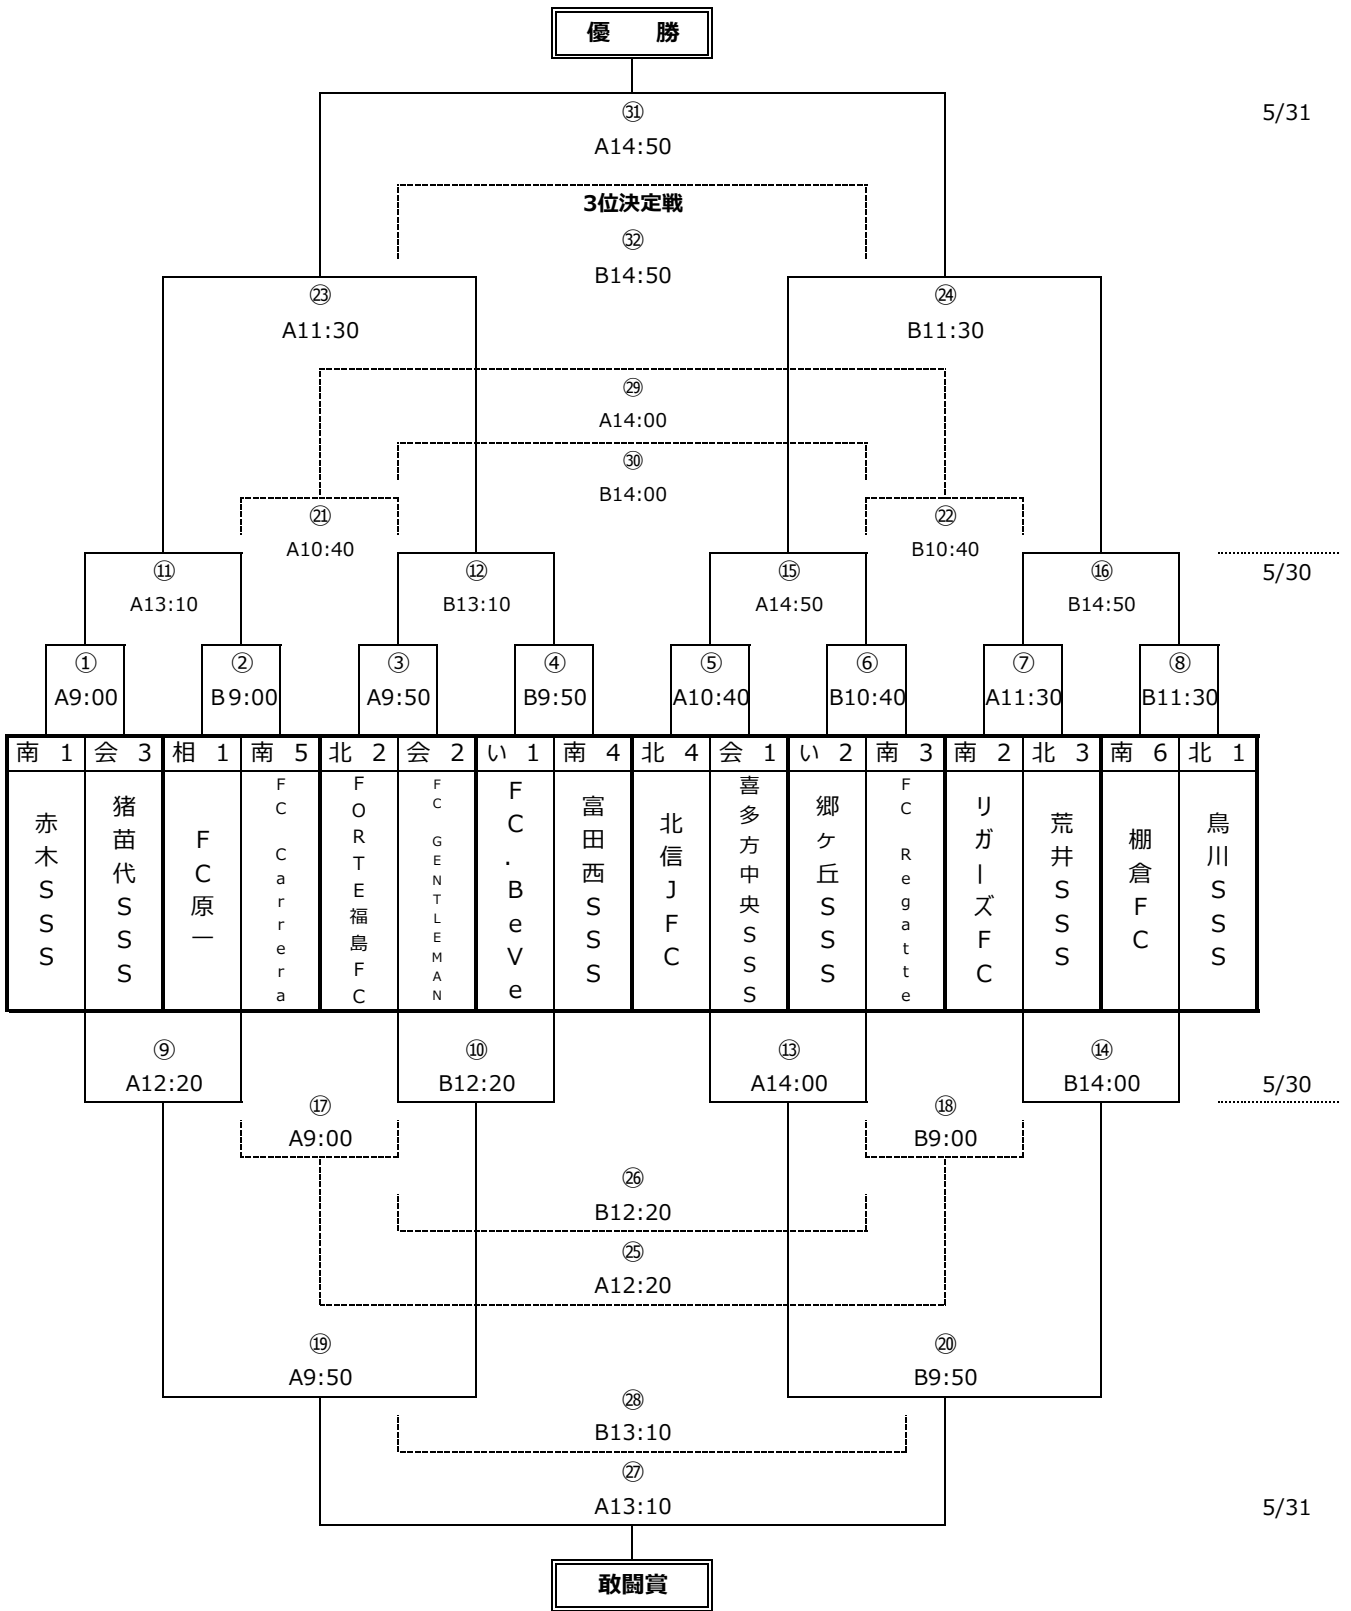 優　勝
㉛
5/31
A14:50
3位決定戦
㉜
B14:50
㉓ ㉔
A11:30 B11:30
㉙
A14:00
㉚
B14:00
㉑ ㉒
A10:40 B10:40
⑪ ⑫ ⑮ ⑯ 5/30
A13:10 B13:10 A14:50 B14:50
① ② ③ ④ ⑤ ⑥ ⑦ ⑧
A9:00 B9:00 A9:50 B9:50 A10:40 B10:40 A11:30 B11:30
南 1 会 3 相 1 南 5 北 2 会 2 い 1 南 4 北 4 会 1 い 2 南 3 南 2 北 3 南 6 北 1
赤木SSS
猪苗代SSS
FC原一
FC Carrera
FORTE福島FC
FC GENTLEMAN
FC.BeVe
富田西SSS
北信JFC
喜多方中央SSS
郷ヶ丘SSS
FC Regatte
リガーズFC
荒井SSS
棚倉FC
鳥川SSS
⑨ ⑩ ⑬ ⑭
A12:20 B12:20 A14:00 B14:00 5/30
⑰ ⑱
A9:00 B9:00
㉖
B12:20
㉕
A12:20
⑲ ⑳
A9:50 B9:50
㉘
B13:10
㉗
A13:10 5/31
敢闘賞